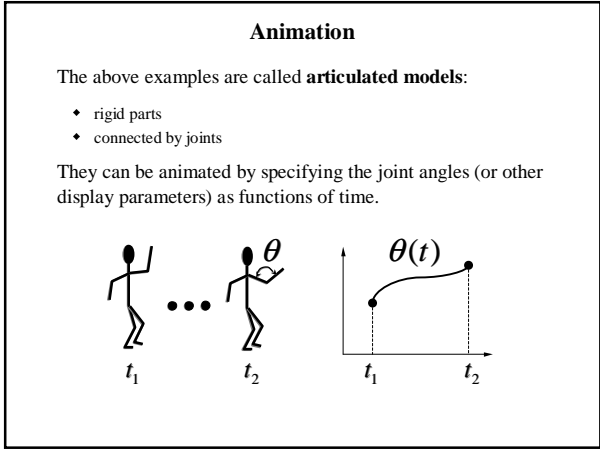 Animation
The above examples are called articulated models:
rigid parts
connected by joints
They can be animated by specifying the joint angles (or other
display parameters) as functions of time.
θ
θ(t)
t₁
t₂
t₁
t₂